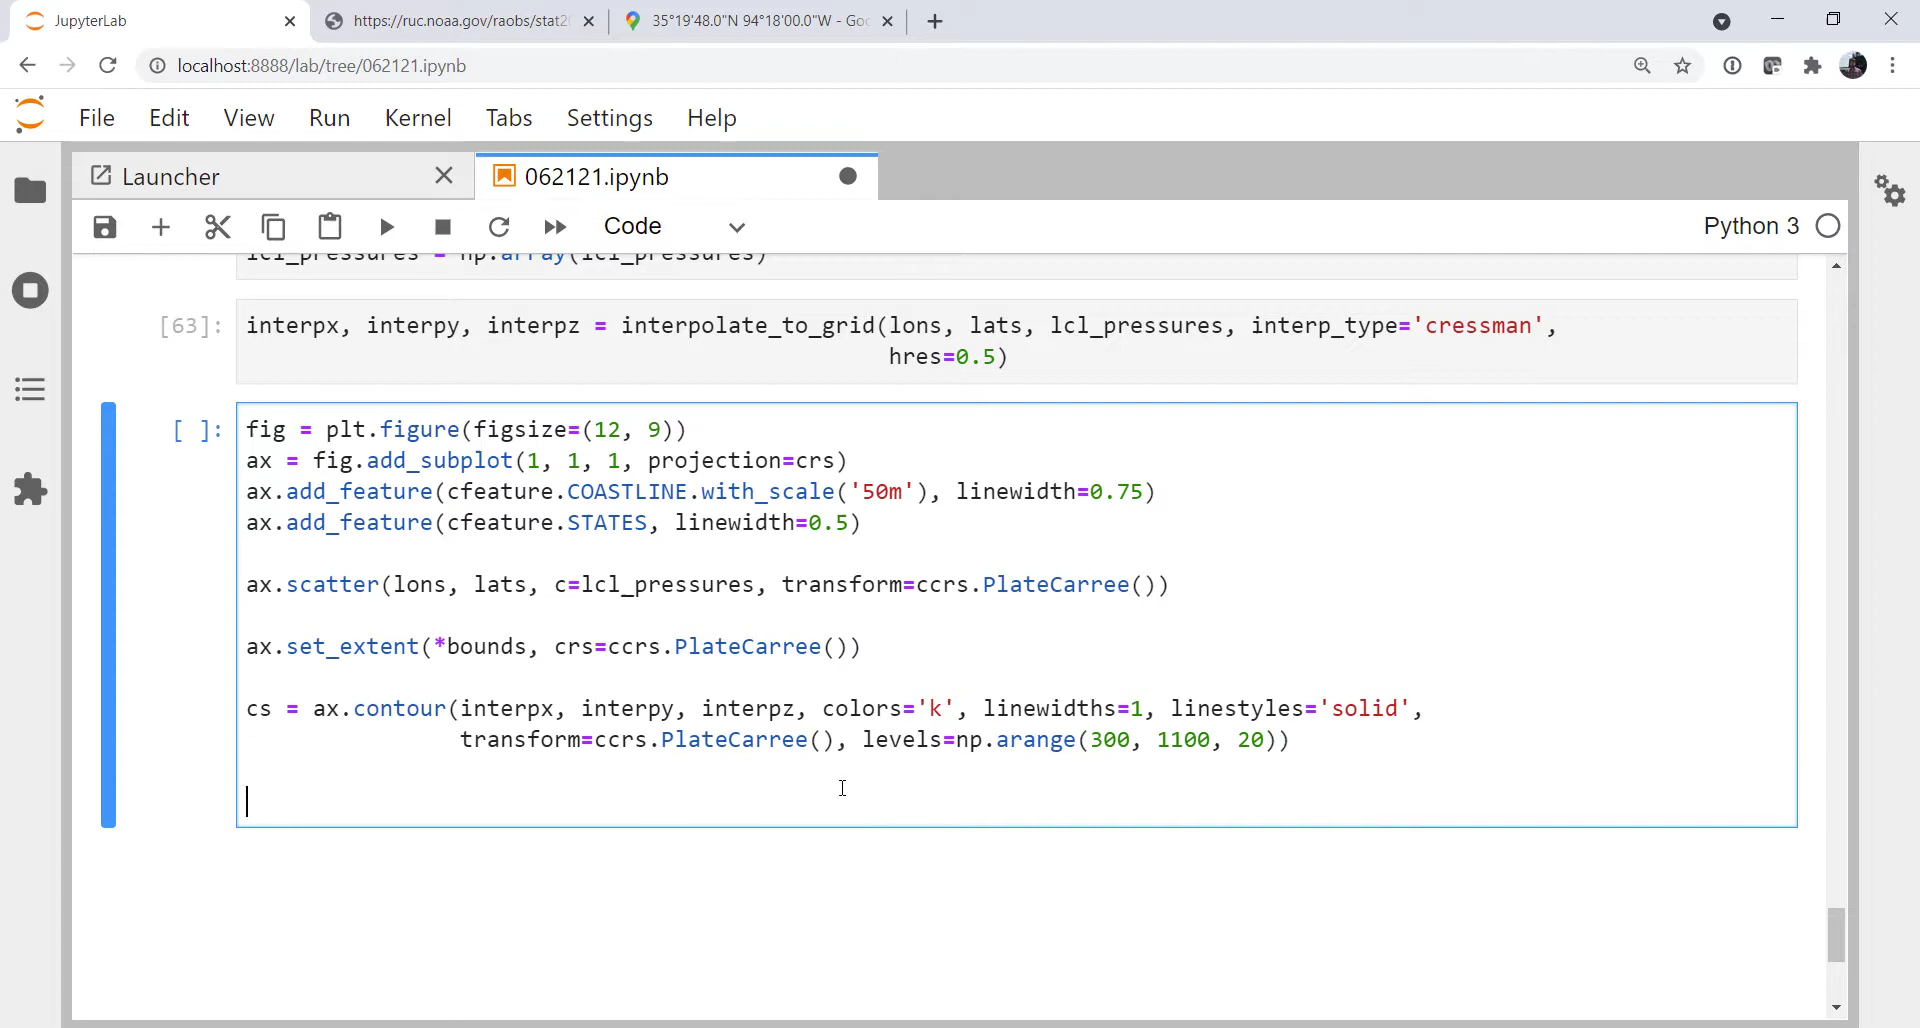 JupyterLab
https://ruc.noaa.gov/raobs/stat2
35°19'48.0"N 94°18'00.0"W - Goo
localhost:8888/lab/tree/062121.ipynb
File Edit View Run Kernel Tabs Settings Help
Launcher
062121.ipynb
Code
Python 3
lcl_pressures = np.array(lcl_pressures)
[63]: interpx, interpy, interpz = interpolate_to_grid(lons, lats, lcl_pressures, interp_type='cressman',
hres=0.5)
[ ]: fig = plt.figure(figsize=(12, 9))
ax = fig.add_subplot(1, 1, 1, projection=crs)
ax.add_feature(cfeature.COASTLINE.with_scale('50m'), linewidth=0.75)
ax.add_feature(cfeature.STATES, linewidth=0.5)
ax.scatter(lons, lats, c=lcl_pressures, transform=ccrs.PlateCarree())
ax.set_extent(*bounds, crs=ccrs.PlateCarree())
cs = ax.contour(interpx, interpy, interpz, colors='k', linewidths=1, linestyles='solid',
transform=ccrs.PlateCarree(), levels=np.arange(300, 1100, 20))